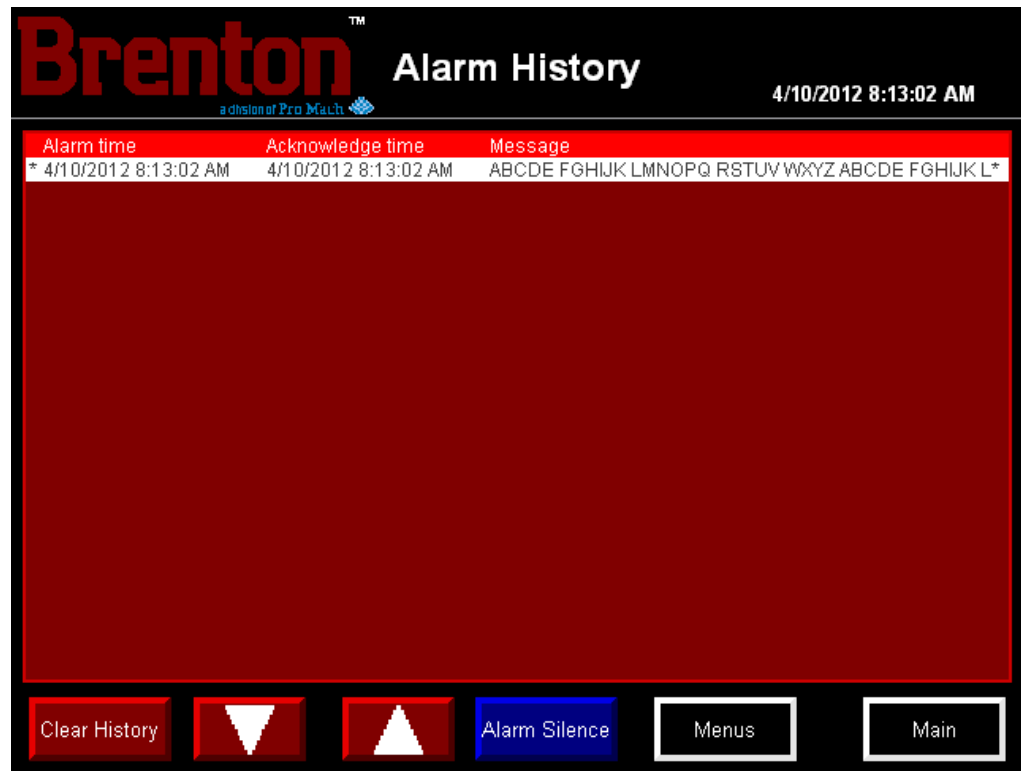 Brenton™
a division of Pro Mach
Alarm History
4/10/2012 8:13:02 AM
Alarm time Acknowledge time Message
* 4/10/2012 8:13:02 AM 4/10/2012 8:13:02 AM ABCDE FGHIJK LMNOPQ RSTUV WXYZ ABCDE FGHIJK L*
Clear History Alarm Silence Menus Main